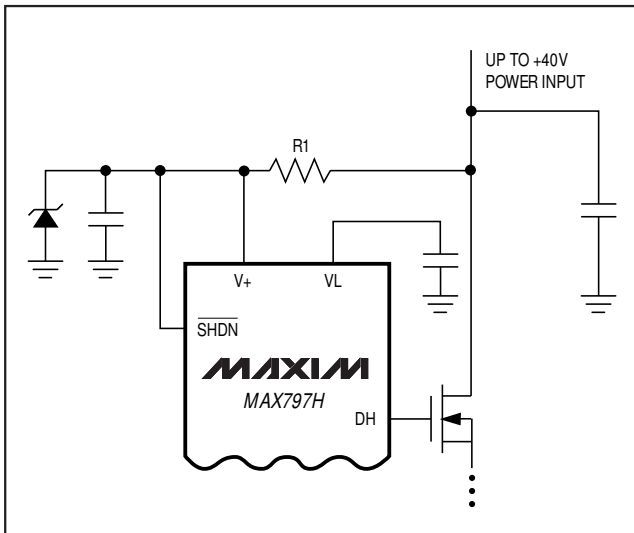 UP TO +40V
POWER INPUT
R1
V+
VL
SHDN
MAXIM
MAX797H
DH